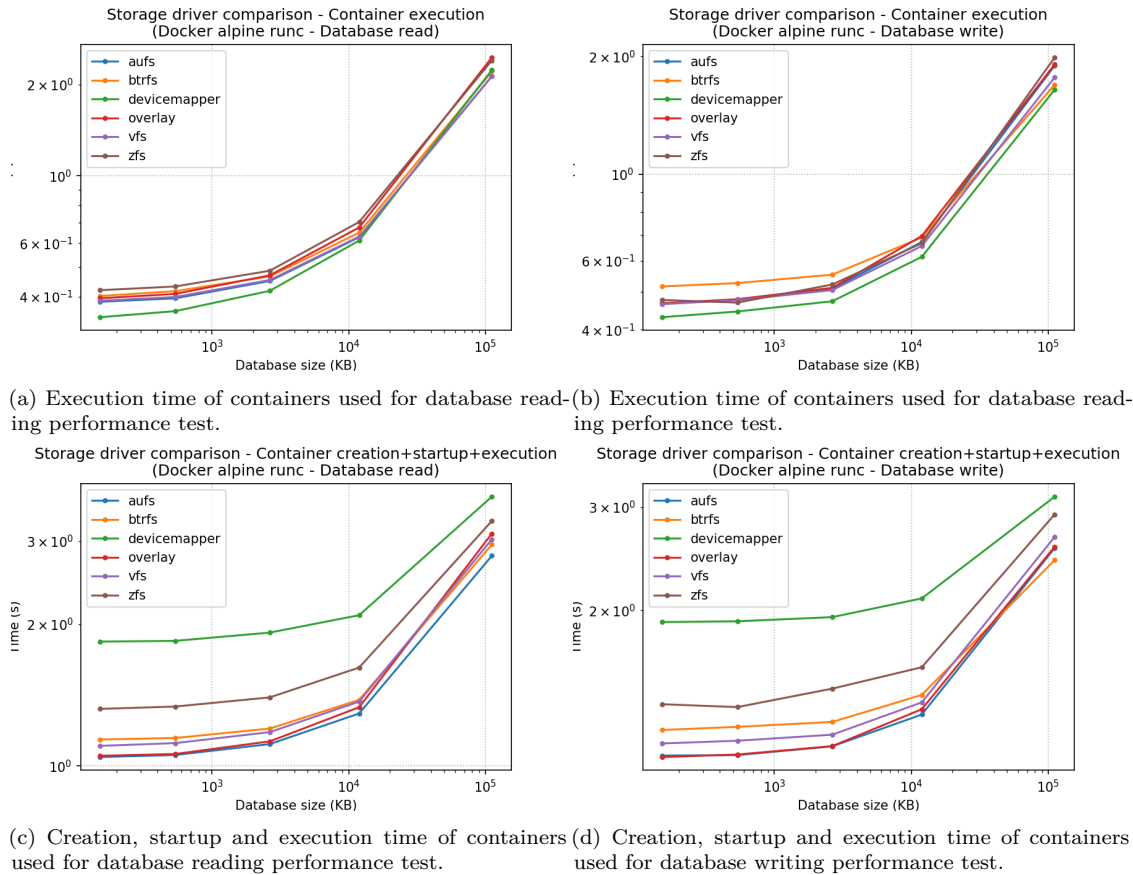 Storage driver comparison - Container execution
(Docker alpine runc - Database read)
aufs
btrfs
devicemapper
overlay
vfs
zfs
2 × 10⁰
10⁰
6 × 10⁻¹
4 × 10⁻¹
10³
10⁴
10⁵
Database size (KB)
(a) Execution time of containers used for database read-
ing performance test.
Storage driver comparison - Container execution
(Docker alpine runc - Database write)
aufs
btrfs
devicemapper
overlay
vfs
zfs
2 × 10⁰
10⁰
6 × 10⁻¹
4 × 10⁻¹
10³
10⁴
10⁵
Database size (KB)
(b) Execution time of containers used for database read-
ing performance test.
Storage driver comparison - Container creation+startup+execution
(Docker alpine runc - Database read)
aufs
btrfs
devicemapper
overlay
vfs
zfs
3 × 10⁰
2 × 10⁰
10⁰
Time (s)
10³
10⁴
10⁵
Database size (KB)
(c) Creation, startup and execution time of containers
used for database reading performance test.
Storage driver comparison - Container creation+startup+execution
(Docker alpine runc - Database write)
aufs
btrfs
devicemapper
overlay
vfs
zfs
3 × 10⁰
2 × 10⁰
Time (s)
10³
10⁴
10⁵
Database size (KB)
(d) Creation, startup and execution time of containers
used for database writing performance test.